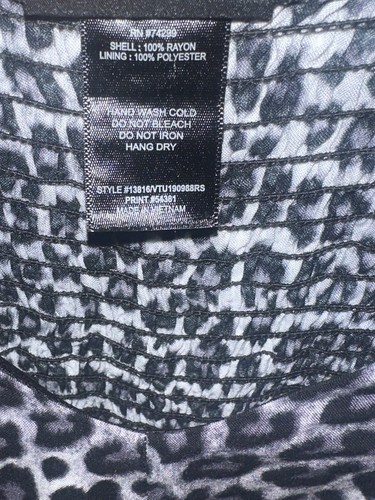 RN #74299
SHELL: 100% RAYON
LINING: 100% POLYESTER
HAND WASH COLD
DO NOT BLEACH
DO NOT IRON
HANG DRY
STYLE #13816/VTU190988RS
PRINT #54381
MADE IN VIETNAM